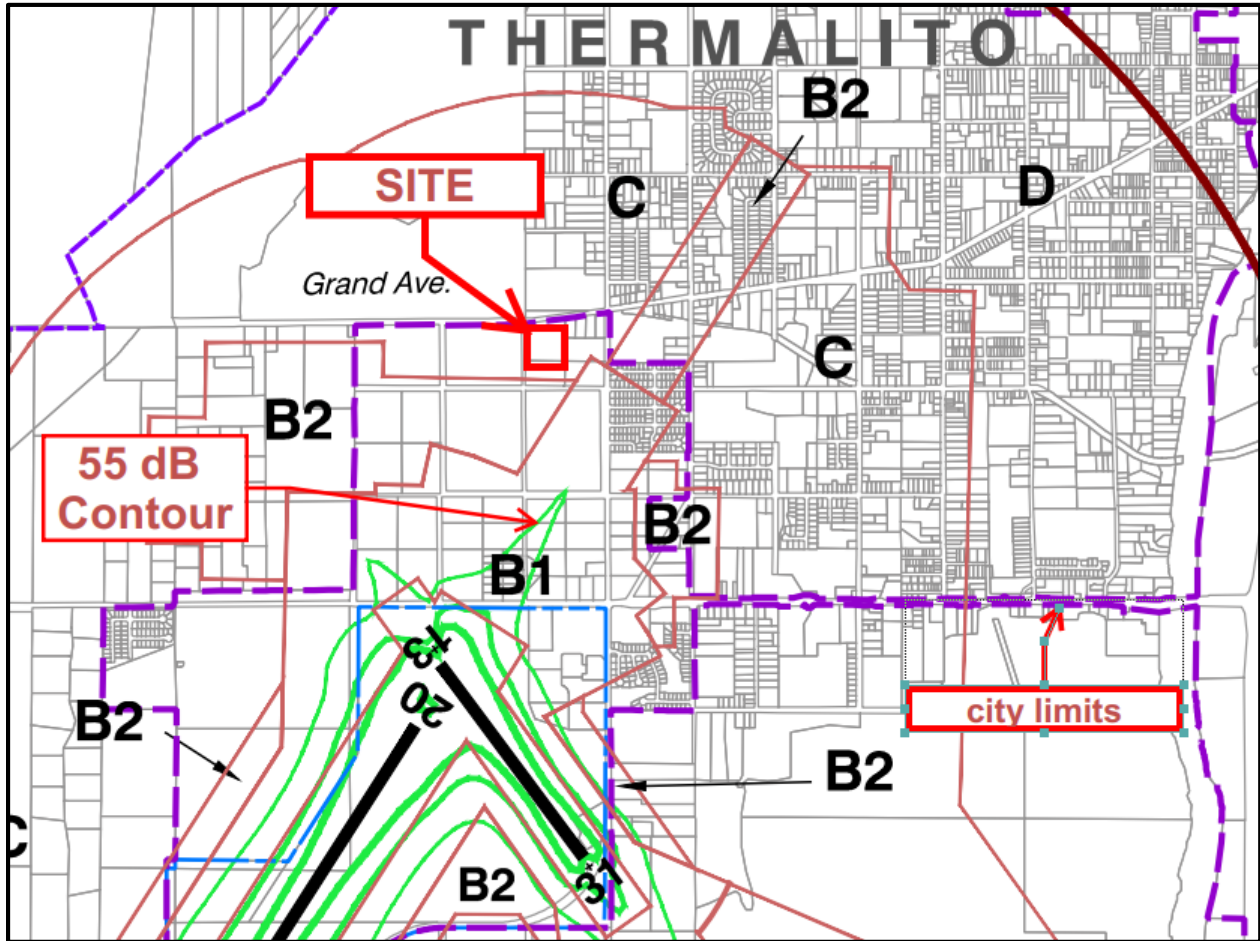 THERMALITO
B2
SITE
C
D
Grand Ave.
C
B2
55 dB
Contour
B2
B1
13
20
B2
city limits
B2
C
31
B2